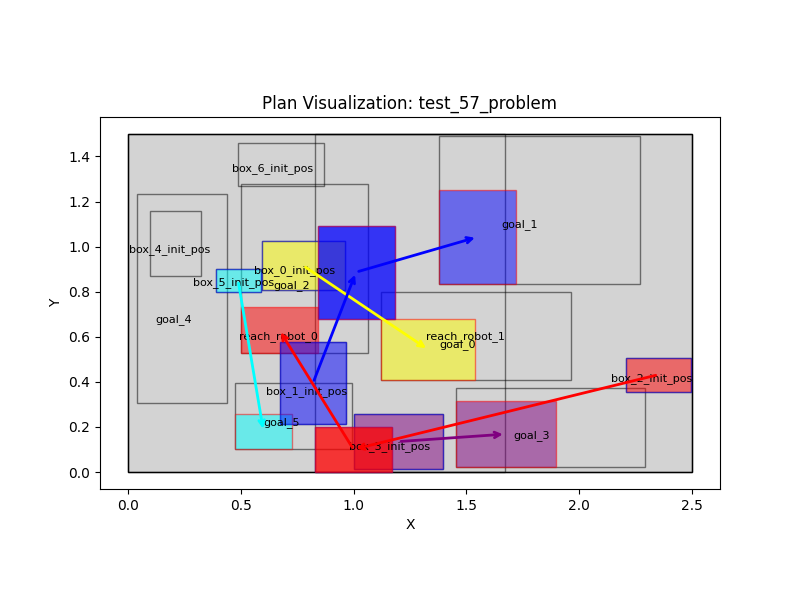 Plan Visualization: test_57_problem
1.4
1.2
1.0
0.8
0.6
0.4
0.2
0.0
Y
box_6_init_pos
box_4_init_pos
goal_1
box_0_init_pos
box_5_init_pos
goal_2
goal_4
reach_robot_0
reach_robot_1
goal_0
box_2_init_pos
box_1_init_pos
goal_5
goal_3
box_3_init_pos
0.0
0.5
1.0
1.5
2.0
2.5
X